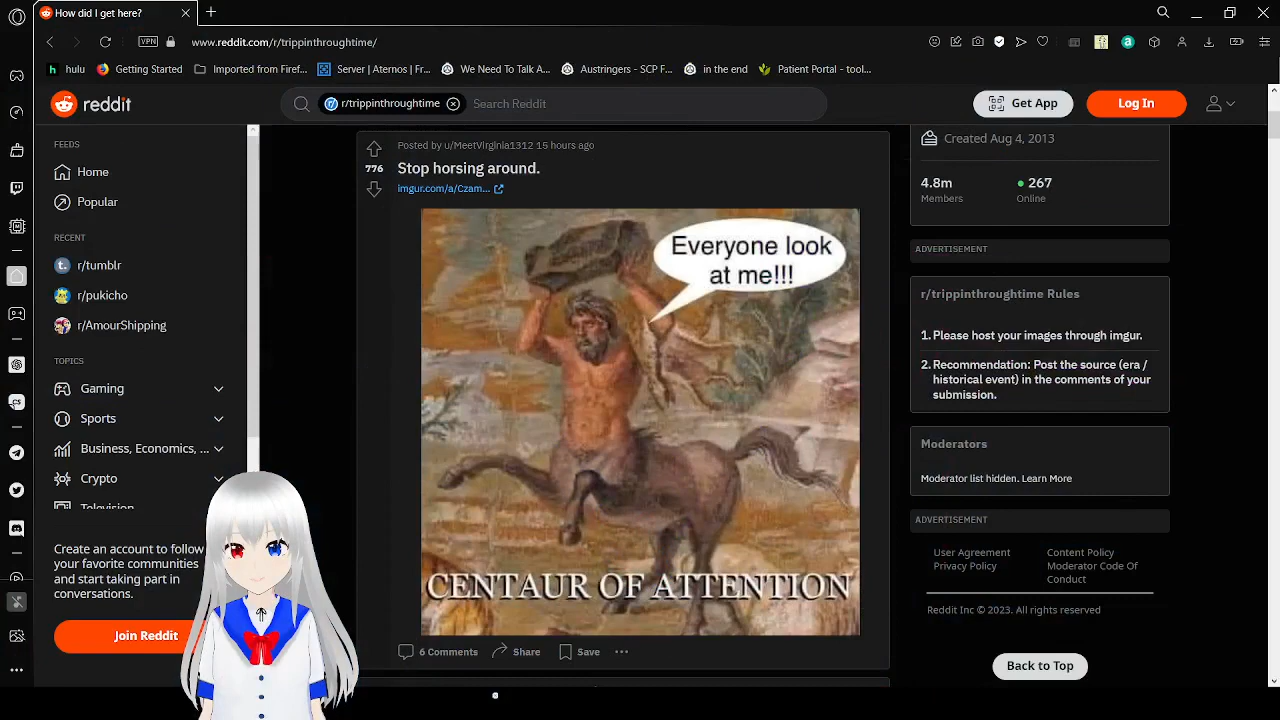 How did I get here?
VPN
www.reddit.com/r/trippinthroughtime/
hulu
Getting Started
Imported from Firef...
Server | Aternos | Fr...
We Need To Talk A...
Austringers - SCP F...
in the end
Patient Portal - tool...
reddit
r/trippinthroughtime
Search Reddit
Get App
Log In
FEEDS
Home
Popular
RECENT
r/tumblr
r/pukicho
r/AmourShipping
TOPICS
Gaming
Sports
Business, Economics, ...
Crypto
Television
Create an account to follow
your favorite communities
and start taking part in
conversations.
Join Reddit
Posted by u/MeetVirginia1312 15 hours ago
776
Stop horsing around.
imgur.com/a/Czam...
Everyone look
at me!!!
CENTAUR OF ATTENTION
6 Comments
Share
Save
Created Aug 4, 2013
4.8m
Members
267
Online
ADVERTISEMENT
r/trippinthroughtime Rules
1. Please host your images through imgur.
2. Recommendation: Post the source (era /
historical event) in the comments of your
submission.
Moderators
Moderator list hidden. Learn More
ADVERTISEMENT
User Agreement
Privacy Policy
Content Policy
Moderator Code Of
Conduct
Reddit Inc © 2023. All rights reserved
Back to Top